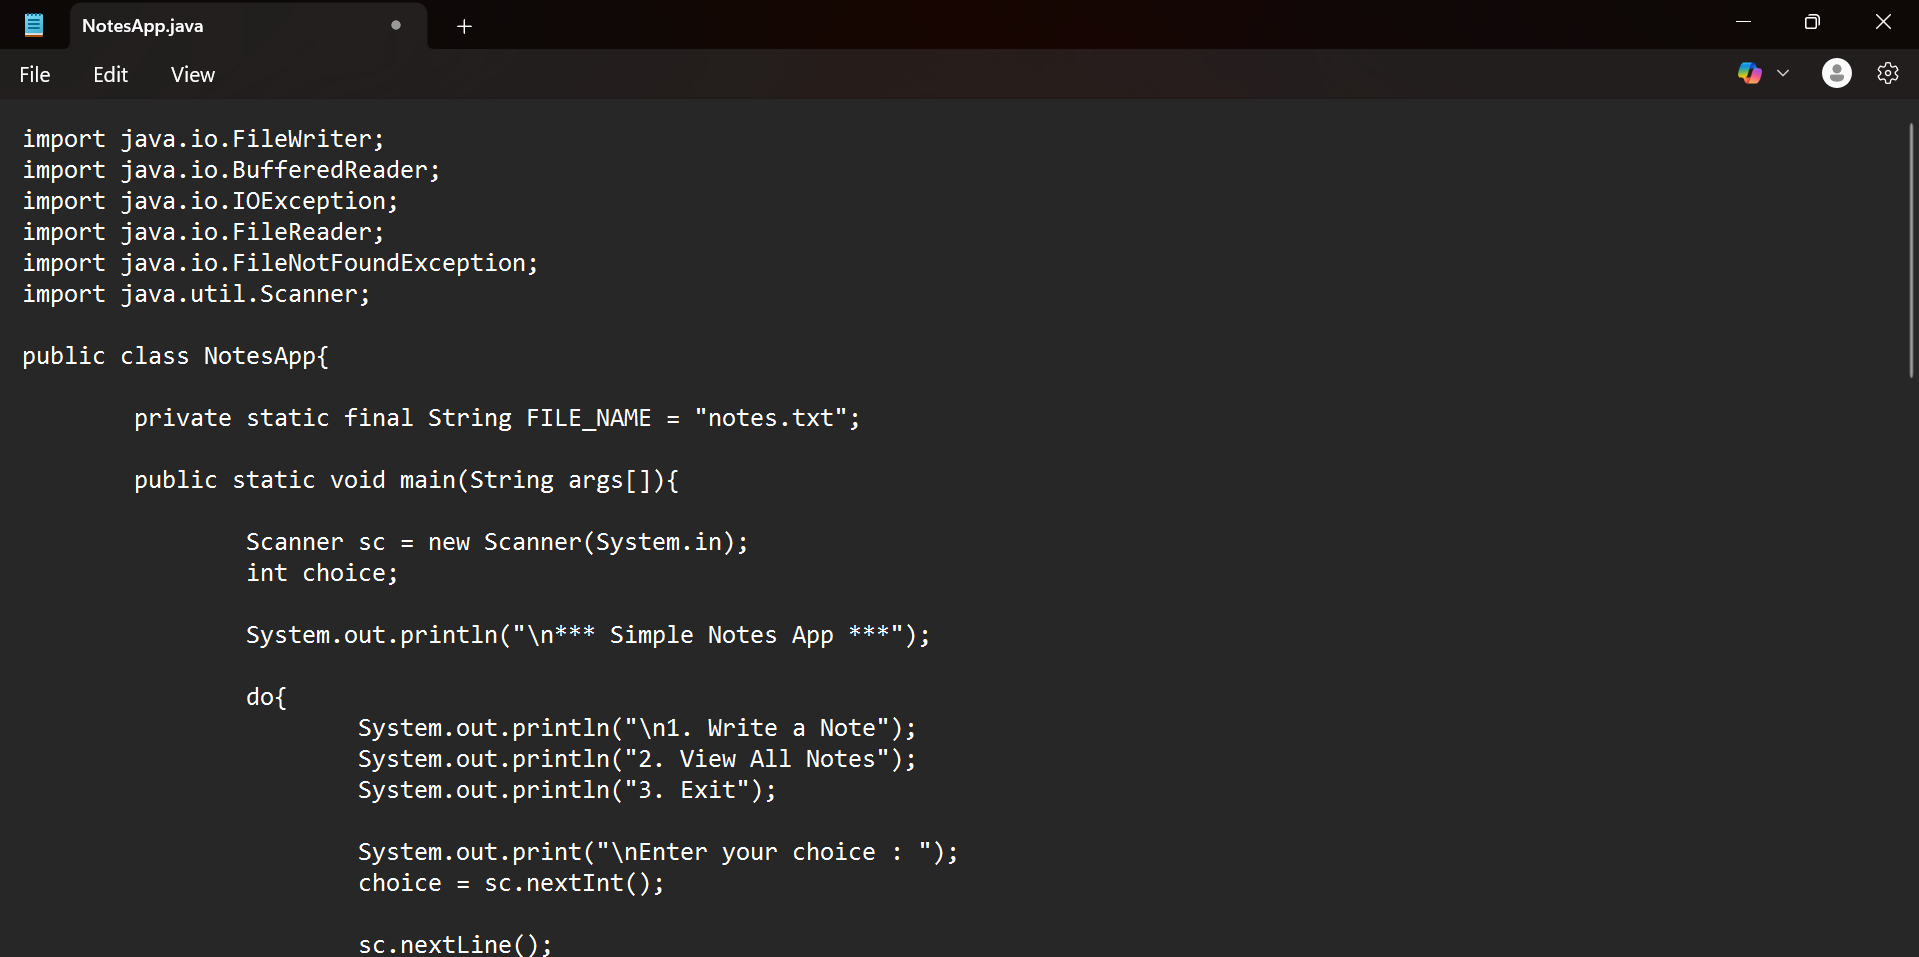 NotesApp.java
File Edit View
import java.io.FileWriter;
import java.io.BufferedReader;
import java.io.IOException;
import java.io.FileReader;
import java.io.FileNotFoundException;
import java.util.Scanner;
public class NotesApp{
private static final String FILE_NAME = "notes.txt";
public static void main(String args[]){
Scanner sc = new Scanner(System.in);
int choice;
System.out.println("\n*** Simple Notes App ***");
do{
System.out.println("\n1. Write a Note");
System.out.println("2. View All Notes");
System.out.println("3. Exit");
System.out.print("\nEnter your choice : ");
choice = sc.nextInt();
sc.nextLine();